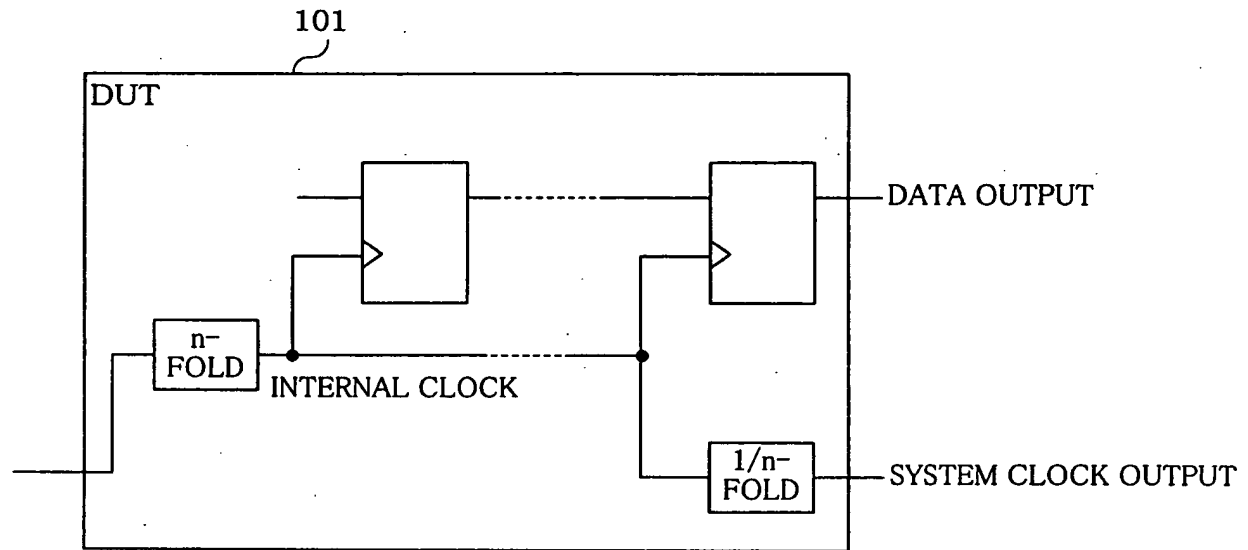 101
DUT
DATA OUTPUT
n-
FOLD
INTERNAL CLOCK
1/n-
FOLD
SYSTEM CLOCK OUTPUT